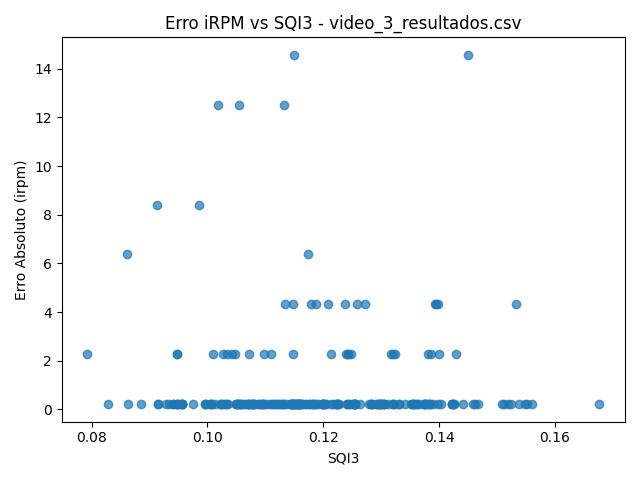 Erro iRPM vs SQI3 - video_3_resultados.csv
Erro Absoluto (irpm)
14
12
10
8
6
4
2
0
0.08 0.10 0.12 0.14 0.16
SQI3